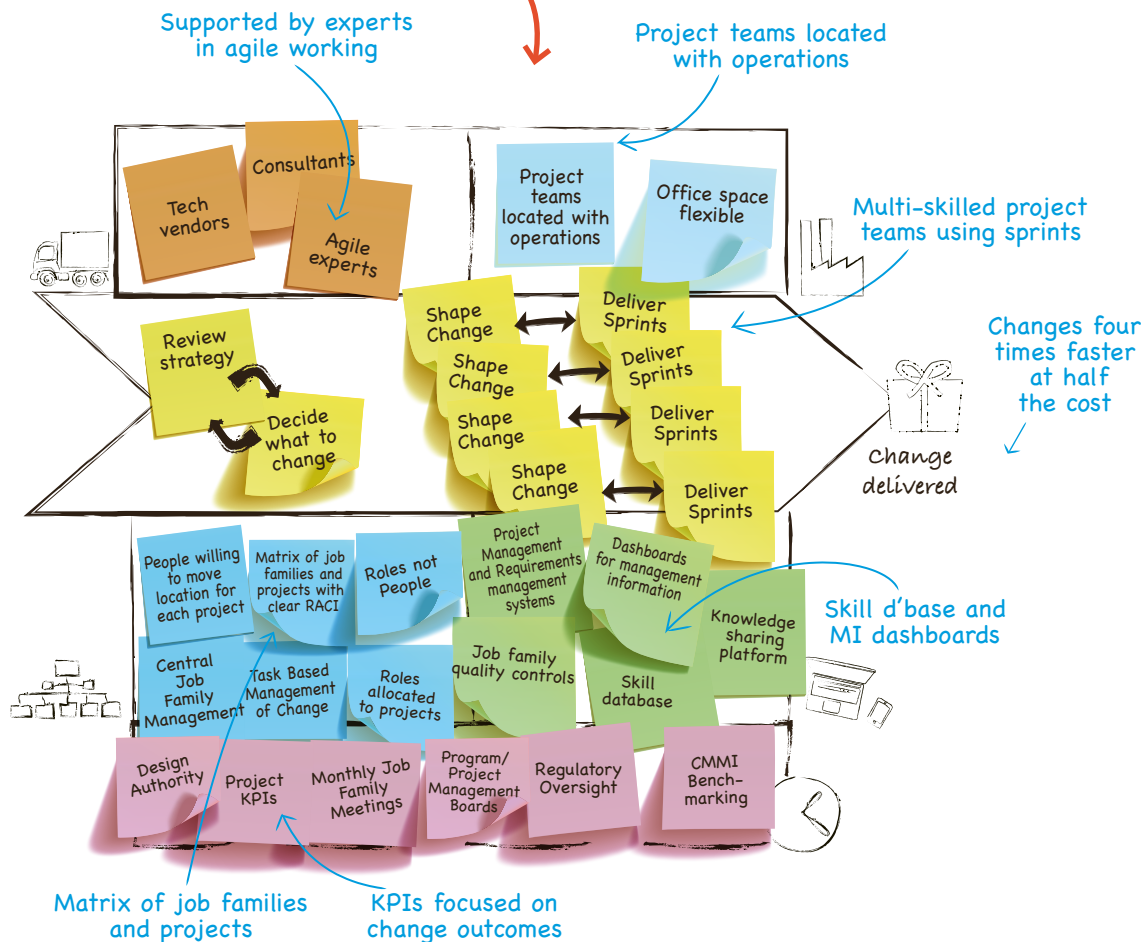 Supported by experts
in agile working
Project teams located
with operations
Tech
vendors
Consultants
Agile
experts
Project
teams
located with
operations
Office space
flexible
Multi-skilled project
teams using sprints
Review
strategy
Decide
what to
change
Shape
Change
Deliver
Sprints
Shape
Change
Deliver
Sprints
Shape
Change
Deliver
Sprints
Shape
Change
Deliver
Sprints
Changes four
times faster
at half
the cost
Change
delivered
People willing
to move
location for
each project
Matrix of job
families and
projects with
clear RACI
Roles not
People
Project
Management
and Requirements
management
systems
Dashboards
for management
information
Knowledge
sharing
platform
Skill d'base and
MI dashboards
Central
Job
Family
Management
Task Based
Management
of Change
Roles
allocated
to projects
Job family
quality controls
Skill
database
Design
Authority
Project
KPIs
Monthly Job
Family
Meetings
Program/
Project
Management
Boards
Regulatory
Oversight
CMMI
Bench-
marking
Matrix of job families
and projects
KPIs focused on
change outcomes